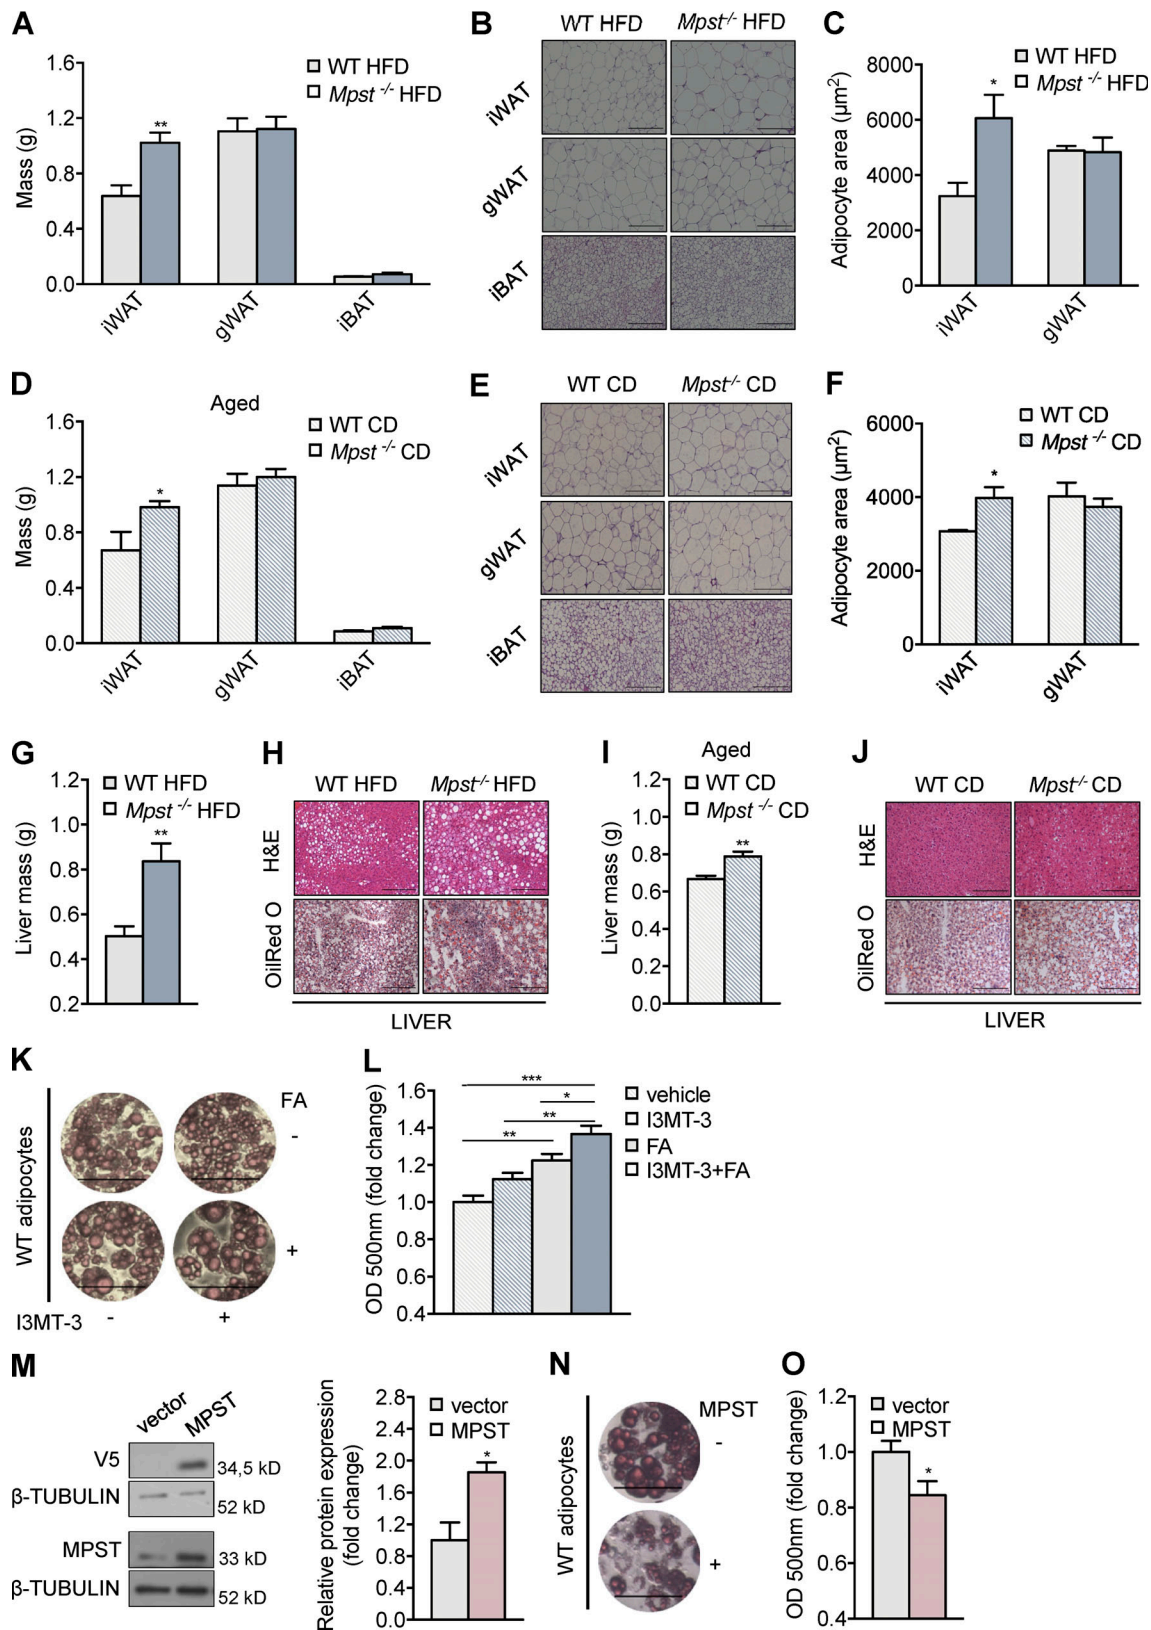 A
Mass (g)
1.6
1.2
0.8
0.4
0.0
WT HFD
Mpst -/- HFD
**
iWAT
gWAT
iBAT
B
WT HFD
Mpst-/- HFD
iWAT
gWAT
iBAT
C
Adipocyte area (µm2)
8000
6000
4000
2000
0
WT HFD
Mpst -/- HFD
*
iWAT
gWAT
D
Aged
Mass (g)
1.6
1.2
0.8
0.4
0.0
WT CD
Mpst -/- CD
*
iWAT
gWAT
iBAT
E
WT CD
Mpst-/- CD
iWAT
gWAT
iBAT
F
Adipocyte area (µm2)
6000
4000
2000
0
WT CD
Mpst -/- CD
*
iWAT
gWAT
G
Liver mass (g)
1.2
1.0
0.8
0.6
0.4
0.2
WT HFD
Mpst -/- HFD
**
H
WT HFD
Mpst-/- HFD
H&E
OilRed O
LIVER
I
Aged
Liver mass (g)
1.2
1.0
0.8
0.6
0.4
0.2
0.0
WT CD
Mpst -/- CD
**
J
WT CD
Mpst-/- CD
H&E
OilRed O
LIVER
K
WT adipocytes
FA
-
+
I3MT-3 - +
L
OD 500nm (fold change)
1.6
1.4
1.2
1.0
0.8
0.6
0.4
***
*
**
**
vehicle
I3MT-3
FA
I3MT-3+FA
M
vector MPST
V5 34,5 kD
β-TUBULIN 52 kD
MPST 33 kD
β-TUBULIN 52 kD
Relative protein expression
(fold change)
2.8
2.4
2.0
1.6
1.2
0.8
0.4
0.0
vector
MPST
*
N
WT adipocytes
MPST
-
+
O
OD 500nm (fold change)
1.2
1.0
0.8
0.6
0.4
vector
MPST
*